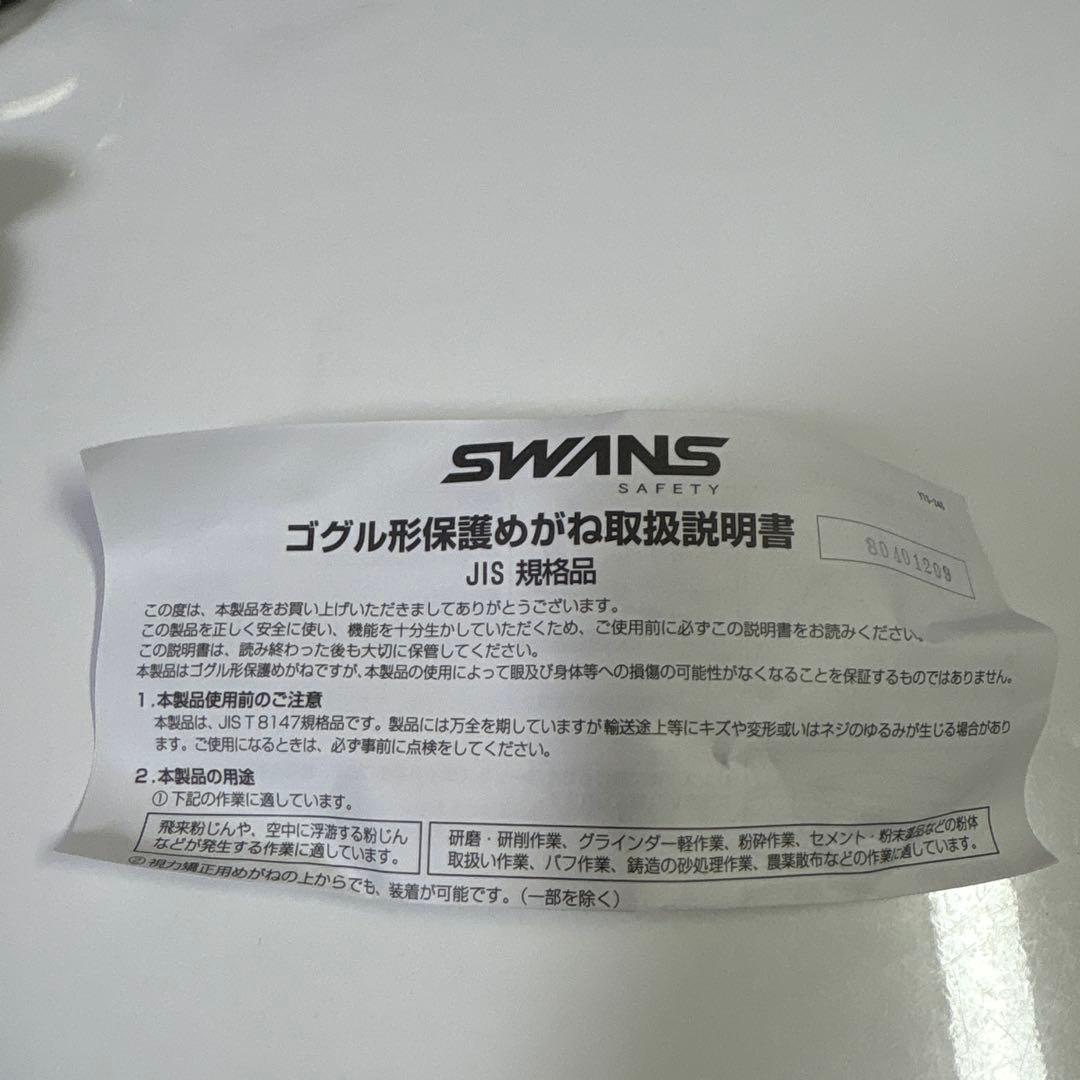 SWANS
SAFETY
ゴグル形保護めがね取扱説明書
80401209
JIS 規格品
この度は、本製品をお買い上げいただきましてありがとうございます。
この製品を正しく安全に使い、機能を十分生かしていただくため、ご使用前に必ずこの説明書をお読みください。
この説明書は、読み終わった後も大切に保管してください。
本製品はゴグル形保護めがねですが、本製品の使用によって眼及び身体等への損傷の可能性がなくなることを保証するものではありません。
1.本製品使用前のご注意
本製品は、JIS T 8147規格品です。製品には万全を期していますが輸送途上等にキズや変形或いはネジのゆるみが生じる場合があり
ます。ご使用になるときは、必ず事前に点検をしてください。
2.本製品の用途
①下記の作業に適しています。
飛来粉じんや、空中に浮游する粉じん
などが発生する作業に適しています。
研磨・研削作業、グラインダー軽作業、粉砕作業、セメント・粉末薬品などの粉体
取扱い作業、バフ作業、鋳造の砂処理作業、農薬散布などの作業に適しています。
②視力矯正用めがねの上からでも、装着が可能です。(一部を除く)